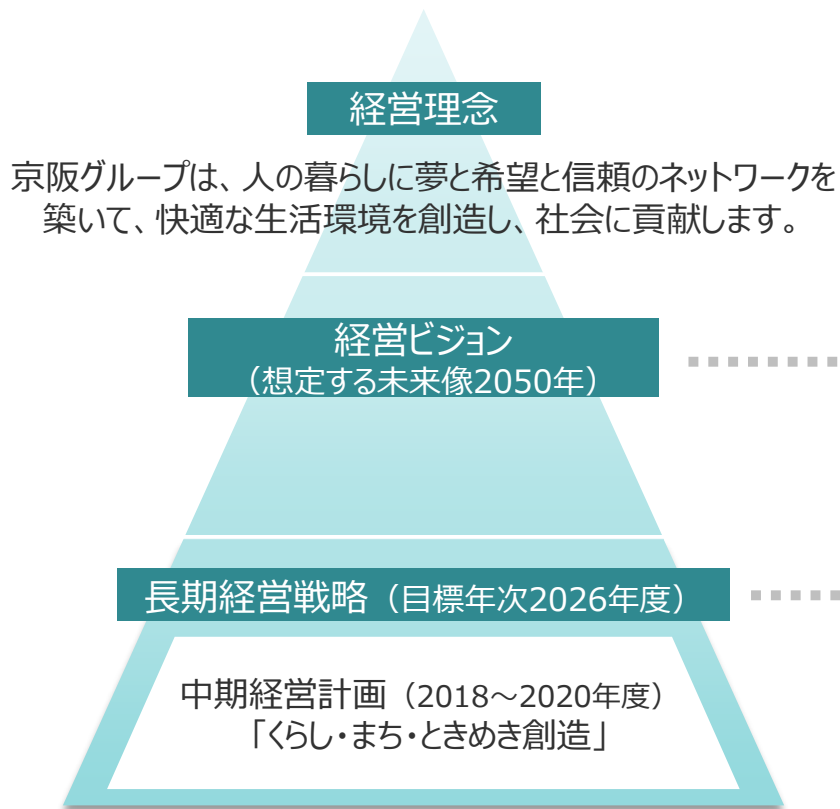 経営理念
京阪グループは、人の暮らしに夢と希望と信頼のネットワークを
築いて、快適な生活環境を創造し、社会に貢献します。
経営ビジョン
（想定する未来像2050年）
長期経営戦略（目標年次2026年度）
中期経営計画（2018～2020年度）
「くらし・まち・ときめき創造」